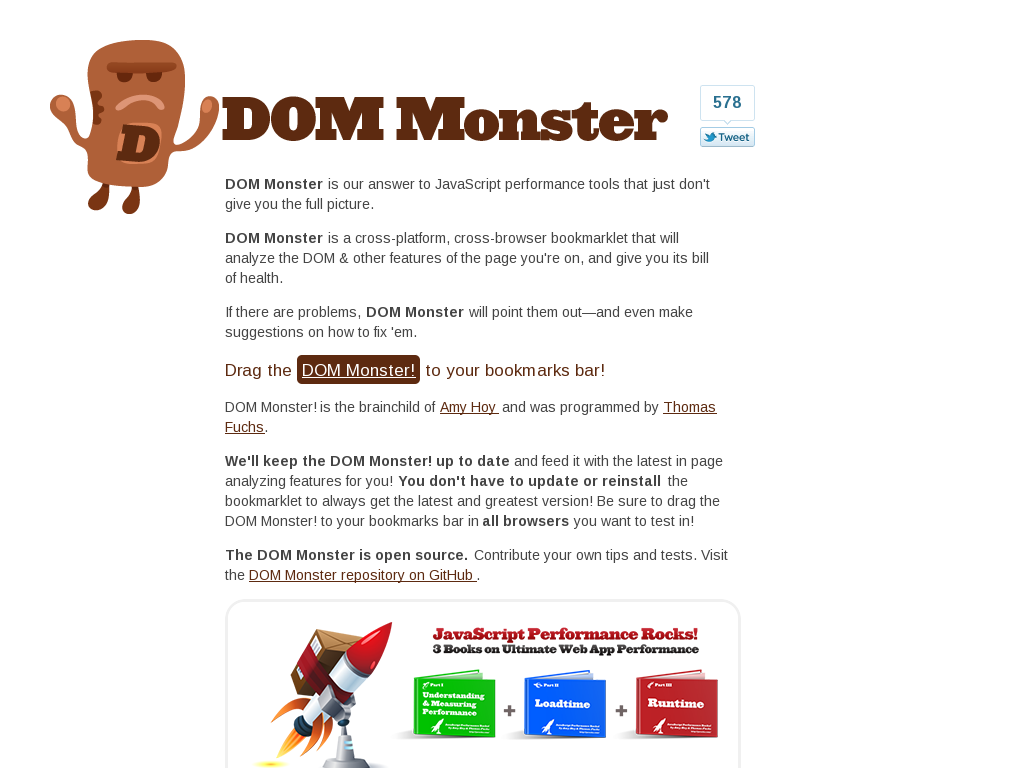 D
DOM Monster
578
Tweet
DOM Monster is our answer to JavaScript performance tools that just don't
give you the full picture.
DOM Monster is a cross-platform, cross-browser bookmarklet that will
analyze the DOM & other features of the page you're on, and give you its bill
of health.
If there are problems, DOM Monster will point them out—and even make
suggestions on how to fix 'em.
Drag the DOM Monster! to your bookmarks bar!
DOM Monster! is the brainchild of Amy Hoy and was programmed by Thomas
Fuchs.
We'll keep the DOM Monster! up to date and feed it with the latest in page
analyzing features for you! You don't have to update or reinstall the
bookmarklet to always get the latest and greatest version! Be sure to drag the
DOM Monster! to your bookmarks bar in all browsers you want to test in!
The DOM Monster is open source. Contribute your own tips and tests. Visit
the DOM Monster repository on GitHub.
JavaScript Performance Rocks!
3 Books on Ultimate Web App Performance
Part I
Understanding
& Measuring
Performance
Part II
Loadtime
Part III
Runtime